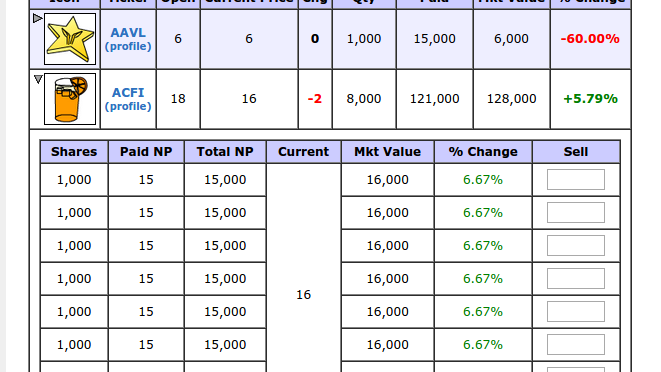 Icon Ticker Open Current Price Chg Qty Paid Mkt Value % Change
AAVL (profile) 6 6 0 1,000 15,000 6,000 -60.00%
ACFI (profile) 18 16 -2 8,000 121,000 128,000 +5.79%
Shares Paid NP Total NP Current Mkt Value % Change Sell
1,000 15 15,000 16,000 6.67%
1,000 15 15,000 16,000 6.67%
1,000 15 15,000 16,000 6.67%
1,000 15 15,000 16,000 6.67%
16
1,000 15 15,000 16,000 6.67%
1,000 15 15,000 16,000 6.67%